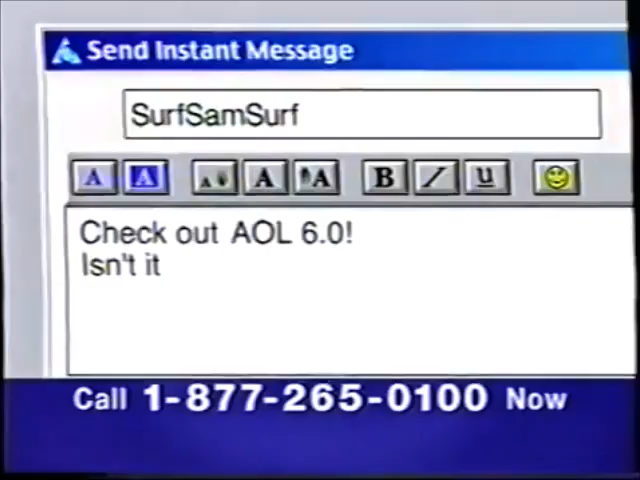 Send Instant Message
SurfSamSurf
A A A A A B I U
Check out AOL 6.0!
Isn't it
Call 1-877-265-0100 Now